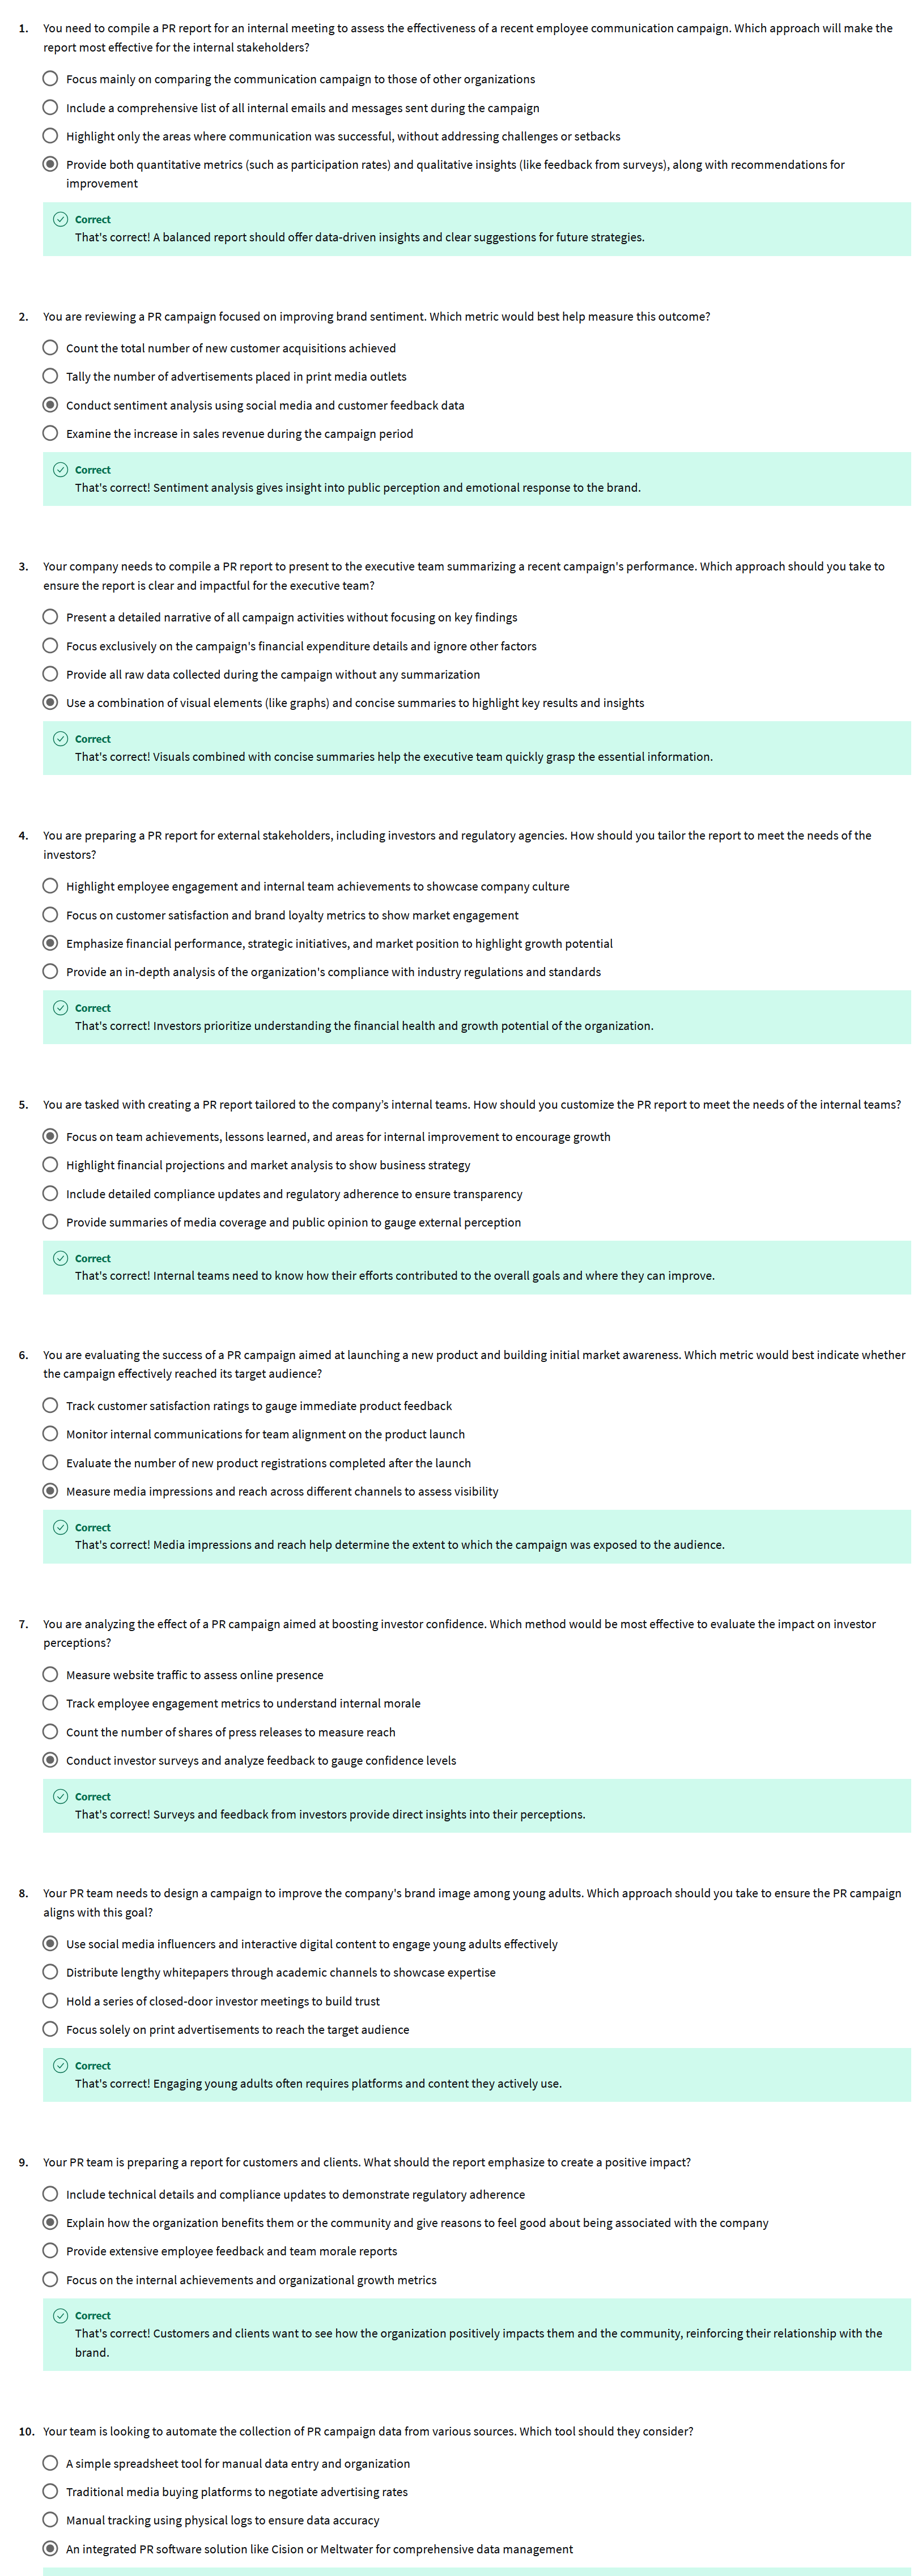 1. You need to compile a PR report for an internal meeting to assess the effectiveness of a recent employee communication campaign. Which approach will make the
report most effective for the internal stakeholders?
Focus mainly on comparing the communication campaign to those of other organizations
Include a comprehensive list of all internal emails and messages sent during the campaign
Highlight only the areas where communication was successful, without addressing challenges or setbacks
Provide both quantitative metrics (such as participation rates) and qualitative insights (like feedback from surveys), along with recommendations for
improvement
Correct
That's correct! A balanced report should offer data-driven insights and clear suggestions for future strategies.
2. You are reviewing a PR campaign focused on improving brand sentiment. Which metric would best help measure this outcome?
Count the total number of new customer acquisitions achieved
Tally the number of advertisements placed in print media outlets
Conduct sentiment analysis using social media and customer feedback data
Examine the increase in sales revenue during the campaign period
Correct
That's correct! Sentiment analysis gives insight into public perception and emotional response to the brand.
3. Your company needs to compile a PR report to present to the executive team summarizing a recent campaign's performance. Which approach should you take to
ensure the report is clear and impactful for the executive team?
Present a detailed narrative of all campaign activities without focusing on key findings
Focus exclusively on the campaign's financial expenditure details and ignore other factors
Provide all raw data collected during the campaign without any summarization
Use a combination of visual elements (like graphs) and concise summaries to highlight key results and insights
Correct
That's correct! Visuals combined with concise summaries help the executive team quickly grasp the essential information.
4. You are preparing a PR report for external stakeholders, including investors and regulatory agencies. How should you tailor the report to meet the needs of the
investors?
Highlight employee engagement and internal team achievements to showcase company culture
Focus on customer satisfaction and brand loyalty metrics to show market engagement
Emphasize financial performance, strategic initiatives, and market position to highlight growth potential
Provide an in-depth analysis of the organization's compliance with industry regulations and standards
Correct
That's correct! Investors prioritize understanding the financial health and growth potential of the organization.
5. You are tasked with creating a PR report tailored to the company's internal teams. How should you customize the PR report to meet the needs of the internal teams?
Focus on team achievements, lessons learned, and areas for internal improvement to encourage growth
Highlight financial projections and market analysis to show business strategy
Include detailed compliance updates and regulatory adherence to ensure transparency
Provide summaries of media coverage and public opinion to gauge external perception
Correct
That's correct! Internal teams need to know how their efforts contributed to the overall goals and where they can improve.
6. You are evaluating the success of a PR campaign aimed at launching a new product and building initial market awareness. Which metric would best indicate whether
the campaign effectively reached its target audience?
Track customer satisfaction ratings to gauge immediate product feedback
Monitor internal communications for team alignment on the product launch
Evaluate the number of new product registrations completed after the launch
Measure media impressions and reach across different channels to assess visibility
Correct
That's correct! Media impressions and reach help determine the extent to which the campaign was exposed to the audience.
7. You are analyzing the effect of a PR campaign aimed at boosting investor confidence. Which method would be most effective to evaluate the impact on investor
perceptions?
Measure website traffic to assess online presence
Track employee engagement metrics to understand internal morale
Count the number of shares of press releases to measure reach
Conduct investor surveys and analyze feedback to gauge confidence levels
Correct
That's correct! Surveys and feedback from investors provide direct insights into their perceptions.
8. Your PR team needs to design a campaign to improve the company's brand image among young adults. Which approach should you take to ensure the PR campaign
aligns with this goal?
Use social media influencers and interactive digital content to engage young adults effectively
Distribute lengthy whitepapers through academic channels to showcase expertise
Hold a series of closed-door investor meetings to build trust
Focus solely on print advertisements to reach the target audience
Correct
That's correct! Engaging young adults often requires platforms and content they actively use.
9. Your PR team is preparing a report for customers and clients. What should the report emphasize to create a positive impact?
Include technical details and compliance updates to demonstrate regulatory adherence
Explain how the organization benefits them or the community and give reasons to feel good about being associated with the company
Provide extensive employee feedback and team morale reports
Focus on the internal achievements and organizational growth metrics
Correct
That's correct! Customers and clients want to see how the organization positively impacts them and the community, reinforcing their relationship with the
brand.
10. Your team is looking to automate the collection of PR campaign data from various sources. Which tool should they consider?
A simple spreadsheet tool for manual data entry and organization
Traditional media buying platforms to negotiate advertising rates
Manual tracking using physical logs to ensure data accuracy
An integrated PR software solution like Cision or Meltwater for comprehensive data management